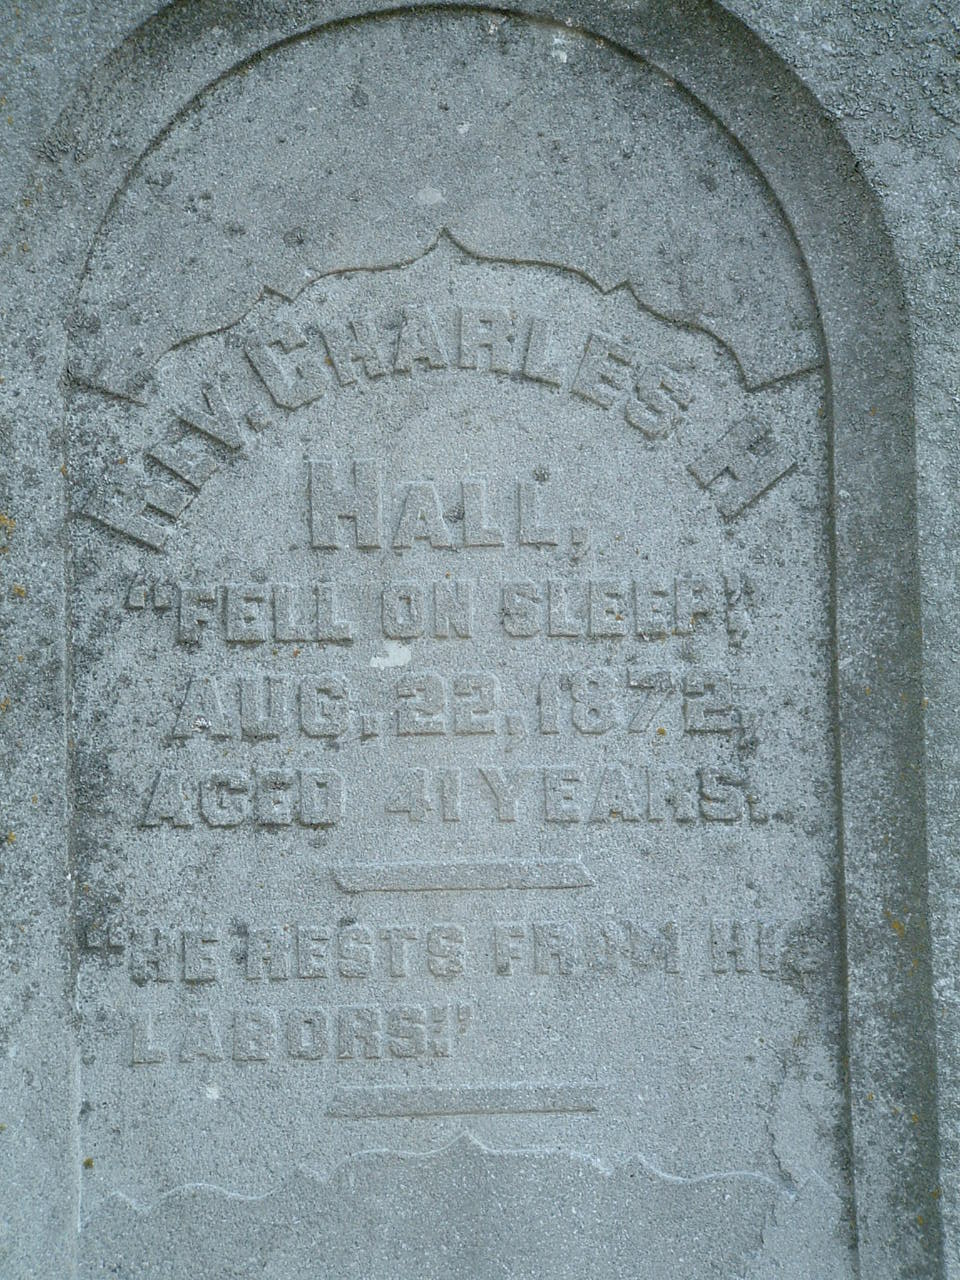 REV. CHARLES H
HALL,
"FELL ON SLEEP,"
AUG. 22, 1872,
AGED 41 YEARS.
"HE RESTS FROM HIS
LABORS."